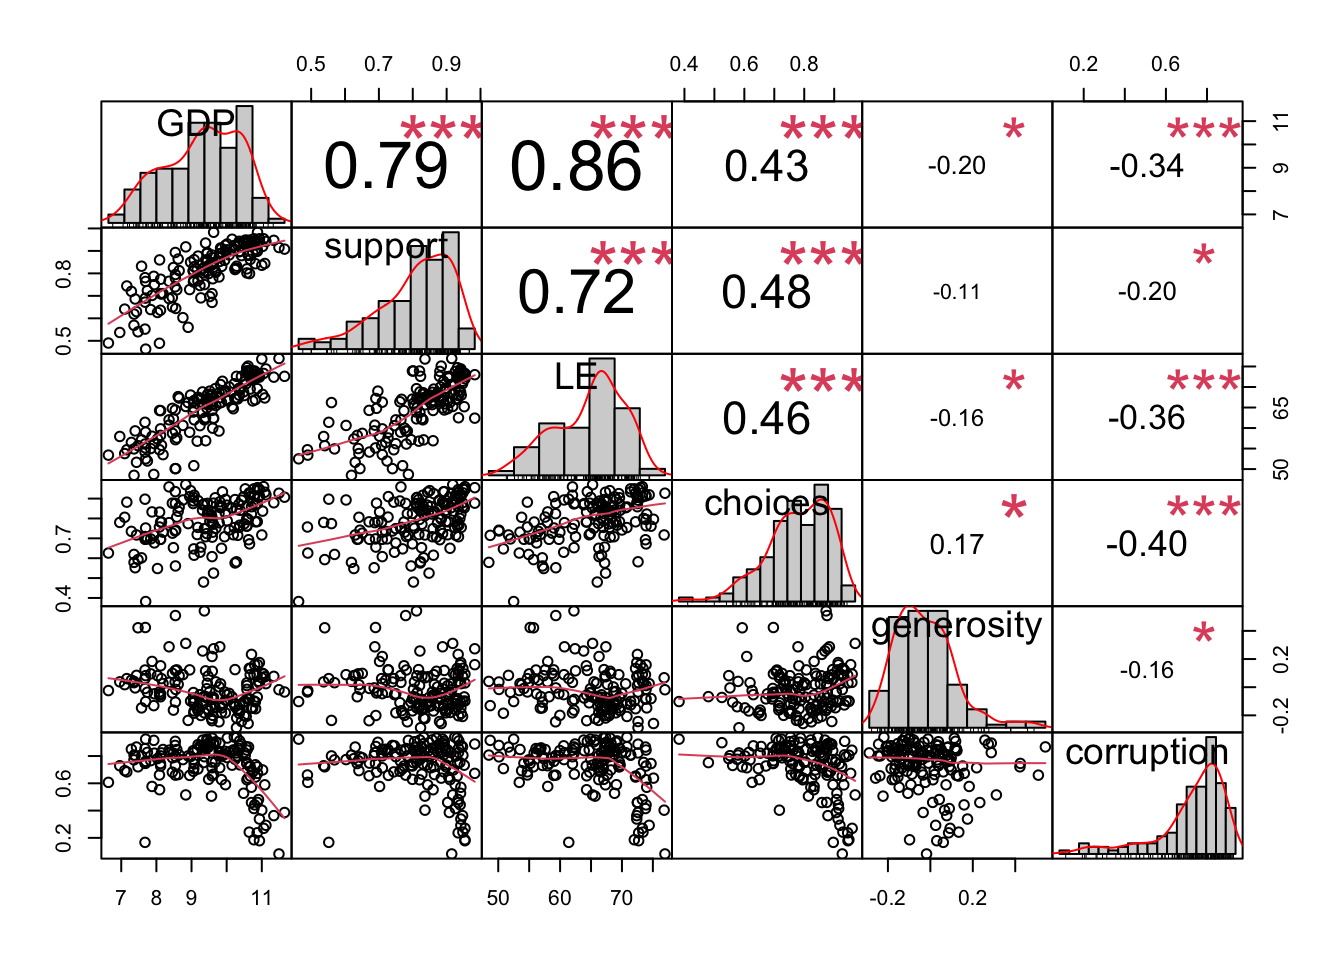 0.5 0.7 0.9 0.4 0.6 0.8 0.2 0.6
GDP *** *** *** * ***
0.79 0.86 0.43 -0.20 -0.34
7 9 11
support *** *** * 
0.72 0.48 -0.11 -0.20
0.5 0.8
LE *** * ***
0.46 -0.16 -0.36
50 65
choices * ***
0.17 -0.40
0.4 0.7
generosity *
-0.16
-0.2 0.2
corruption
0.2 0.6
7 8 9 11 50 60 70 -0.2 0.2